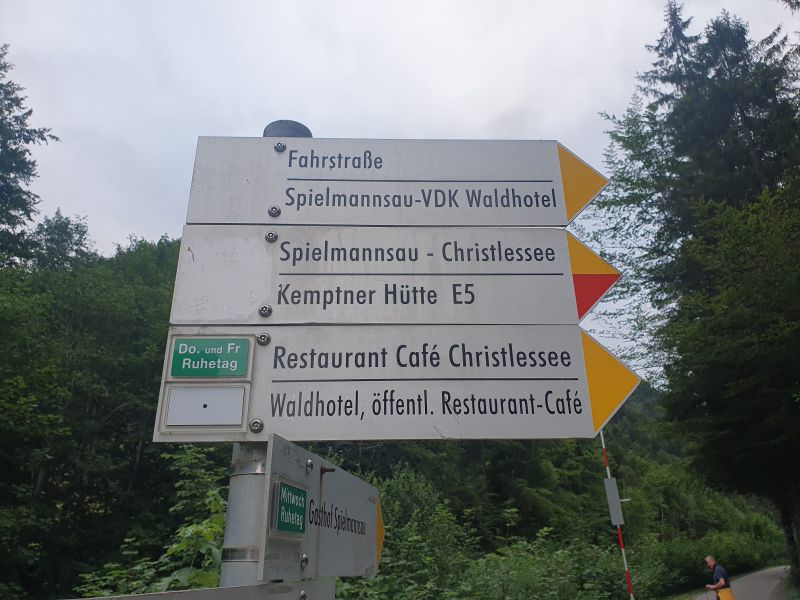 Fahrstraße
Spielmannsau-VDK Waldhotel
Spielmannsau - Christlessee
Kemptner Hütte E5
Do. und Fr
Ruhetag
Restaurant Café Christlessee
Waldhotel, öffentl. Restaurant-Café
Mittwoch
Ruhetag
Gasthof Spielmannsau